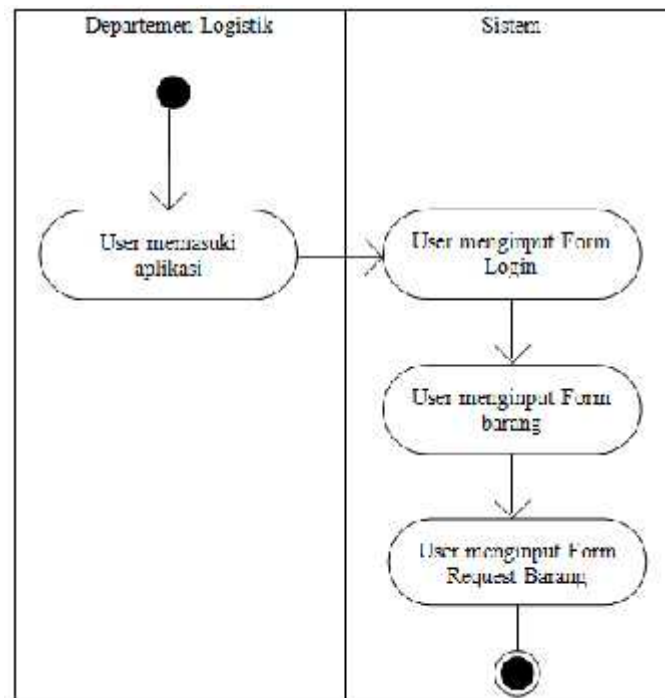 Departemen Logistik
Sistem
User memasuki
aplikasi
User menginput Form
Login
User menginput Form
barang
User menginput Form
Request Barang